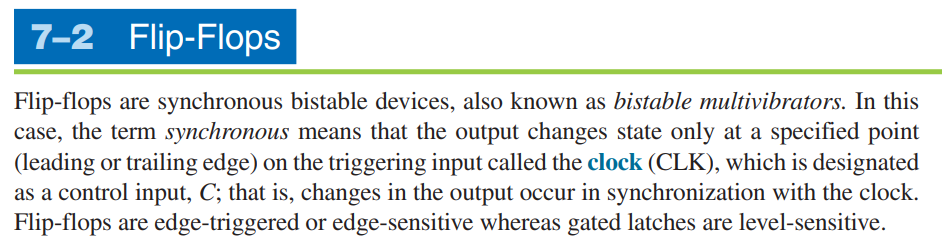 7–2 Flip-Flops
Flip-flops are synchronous bistable devices, also known as bistable multivibrators. In this
case, the term synchronous means that the output changes state only at a specified point
(leading or trailing edge) on the triggering input called the clock (CLK), which is designated
as a control input, C; that is, changes in the output occur in synchronization with the clock.
Flip-flops are edge-triggered or edge-sensitive whereas gated latches are level-sensitive.